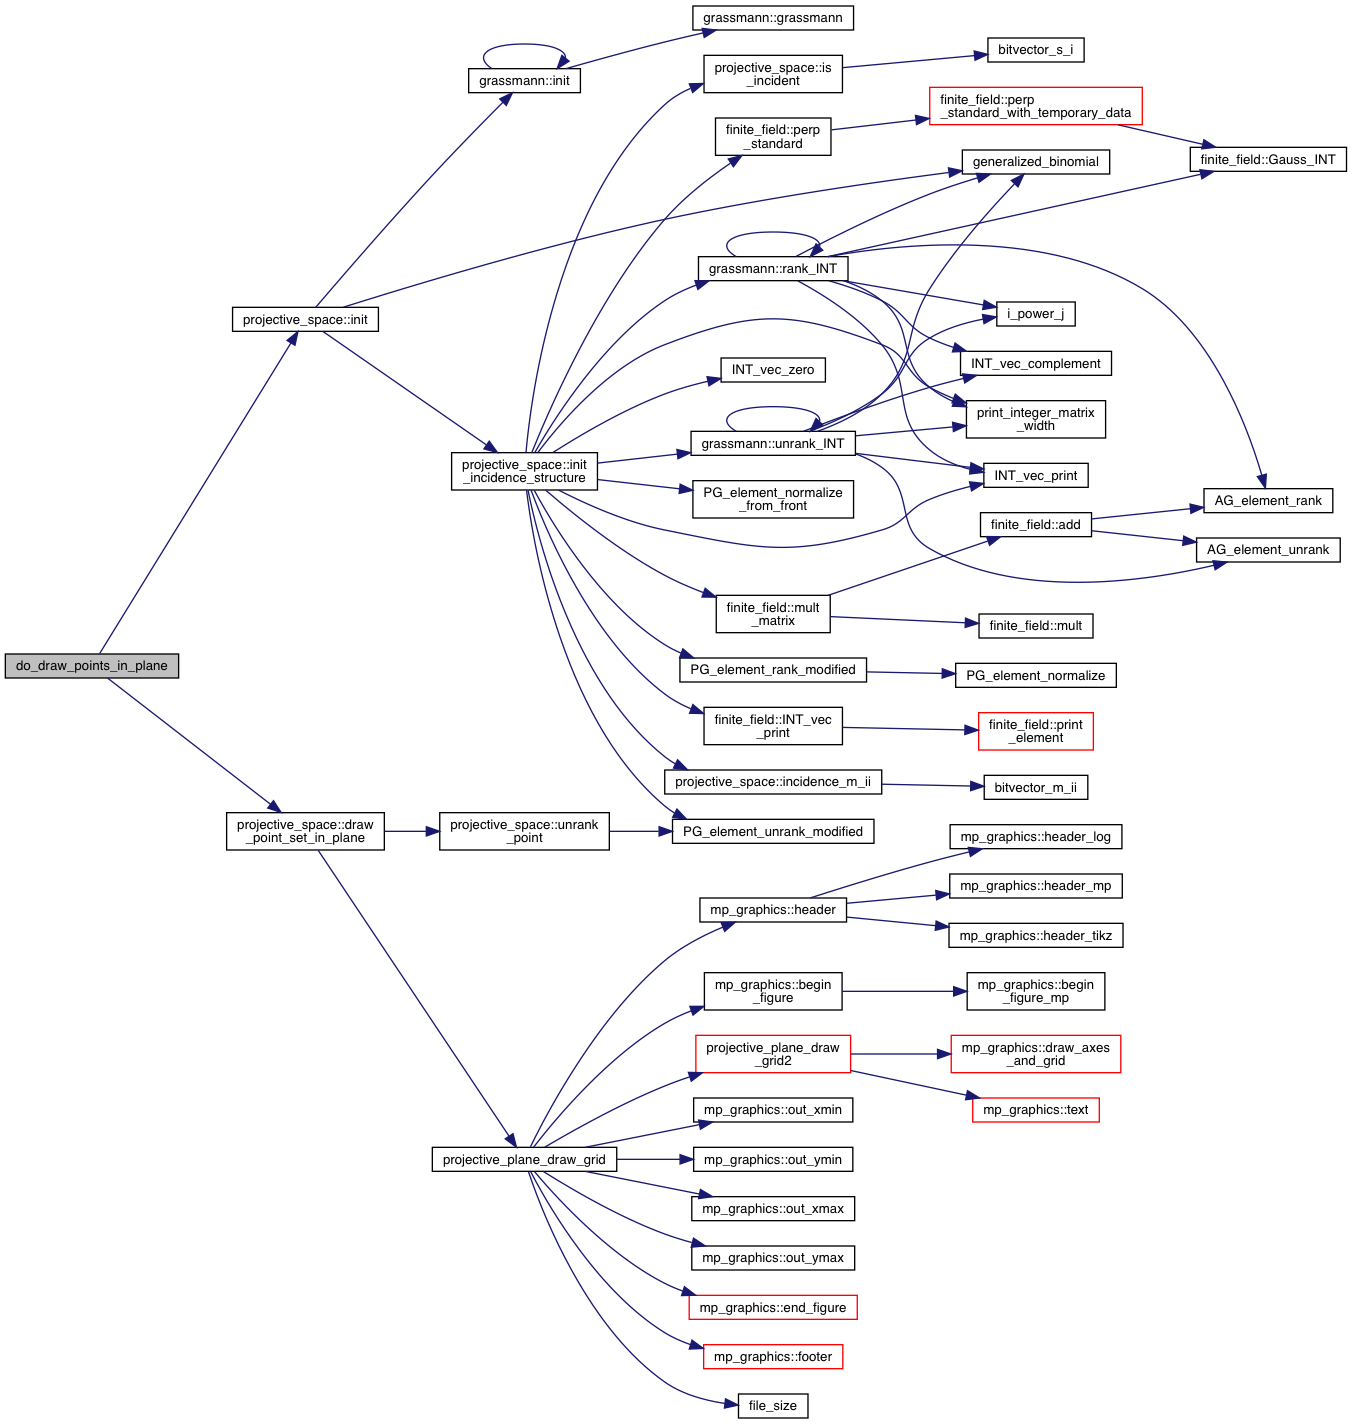 do_draw_points_in_plane
projective_space::init
projective_space::draw
_point_set_in_plane
grassmann::init
projective_space::init
_incidence_structure
projective_space::unrank
_point
projective_plane_draw_grid
grassmann::grassmann
projective_space::is
_incident
finite_field::perp
_standard
grassmann::rank_INT
INT_vec_zero
grassmann::unrank_INT
PG_element_normalize
_from_front
finite_field::mult
_matrix
PG_element_rank_modified
finite_field::INT_vec
_print
projective_space::incidence_m_ii
PG_element_unrank_modified
mp_graphics::header
mp_graphics::begin
_figure
projective_plane_draw
_grid2
mp_graphics::out_xmin
mp_graphics::out_ymin
mp_graphics::out_xmax
mp_graphics::out_ymax
mp_graphics::end_figure
mp_graphics::footer
file_size
bitvector_s_i
finite_field::perp
_standard_with_temporary_data
generalized_binomial
i_power_j
INT_vec_complement
print_integer_matrix
_width
INT_vec_print
finite_field::add
finite_field::mult
PG_element_normalize
finite_field::print
_element
bitvector_m_ii
mp_graphics::header_log
mp_graphics::header_mp
mp_graphics::header_tikz
mp_graphics::begin
_figure_mp
mp_graphics::draw_axes
_and_grid
mp_graphics::text
finite_field::Gauss_INT
AG_element_rank
AG_element_unrank